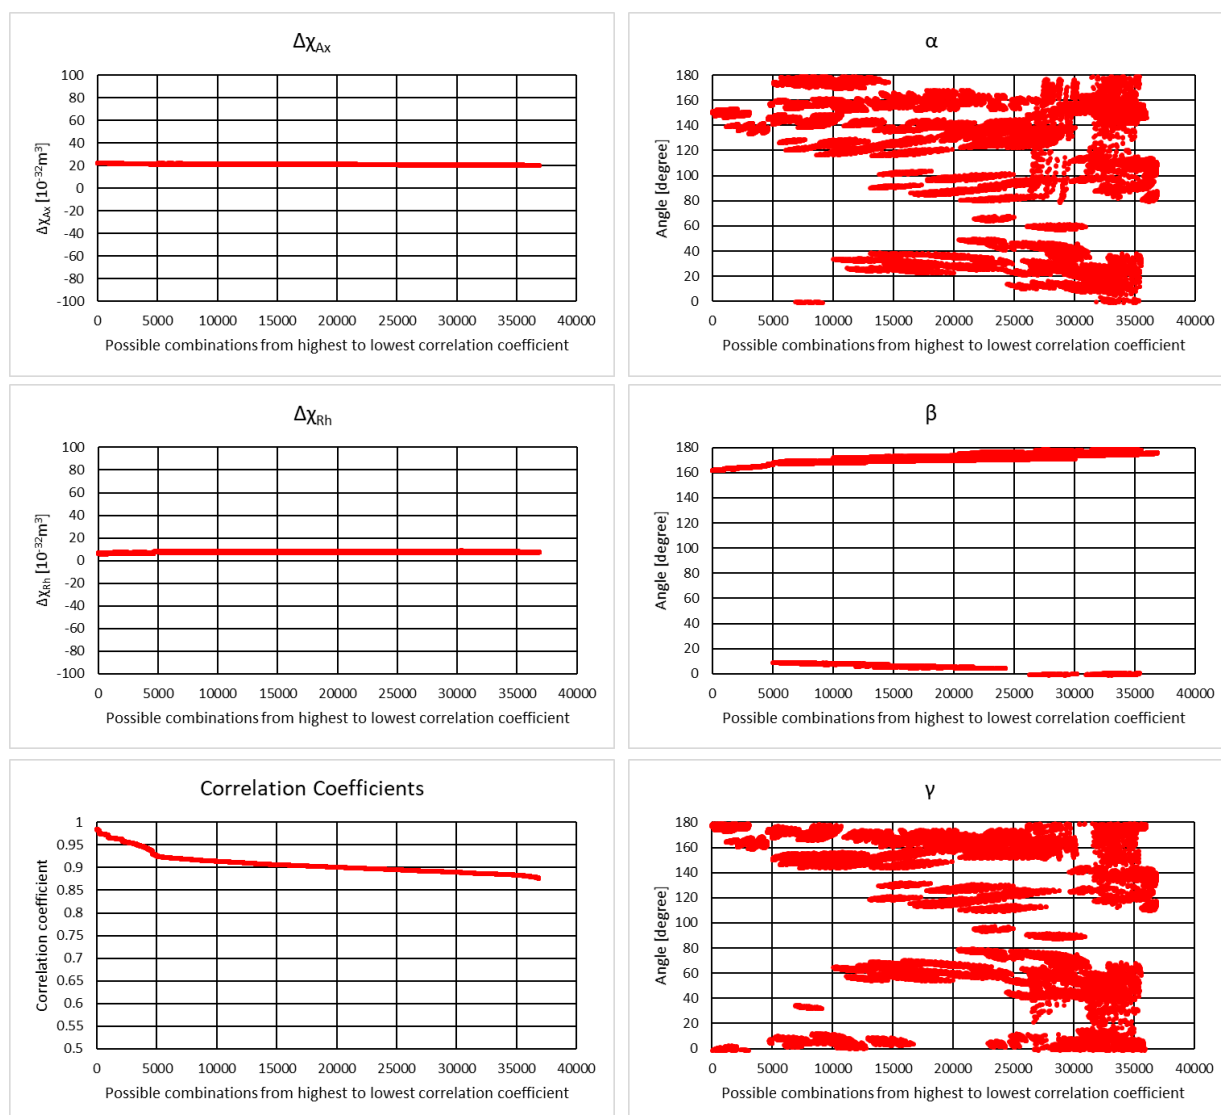 Δχ_Ax
100
80
60
40
20
0
-20
-40
-60
-80
-100
Δχ_Ax [10^-32m^3]
0 5000 10000 15000 20000 25000 30000 35000 40000
Possible combinations from highest to lowest correlation coefficient
α
180
160
140
120
100
80
60
40
20
0
Angle [degree]
0 5000 10000 15000 20000 25000 30000 35000 40000
Possible combinations from highest to lowest correlation coefficient
Δχ_Rh
100
80
60
40
20
0
-20
-40
-60
-80
-100
Δχ_Rh [10^-32m^3]
0 5000 10000 15000 20000 25000 30000 35000 40000
Possible combinations from highest to lowest correlation coefficient
β
180
160
140
120
100
80
60
40
20
0
Angle [degree]
0 5000 10000 15000 20000 25000 30000 35000 40000
Possible combinations from highest to lowest correlation coefficient
Correlation Coefficients
1
0.95
0.9
0.85
0.8
0.75
0.7
0.65
0.6
0.55
0.5
Correlation coefficient
0 5000 10000 15000 20000 25000 30000 35000 40000
Possible combinations from highest to lowest correlation coefficient
γ
180
160
140
120
100
80
60
40
20
0
Angle [degree]
0 5000 10000 15000 20000 25000 30000 35000 40000
Possible combinations from highest to lowest correlation coefficient